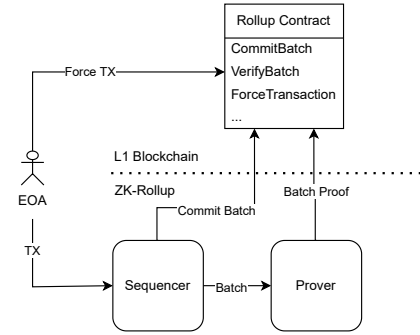 Rollup Contract
CommitBatch
VerifyBatch
ForceTransaction
...
Force TX
L1 Blockchain
ZK-Rollup
EOA
Commit Batch
Batch Proof
TX
Sequencer
Batch
Prover